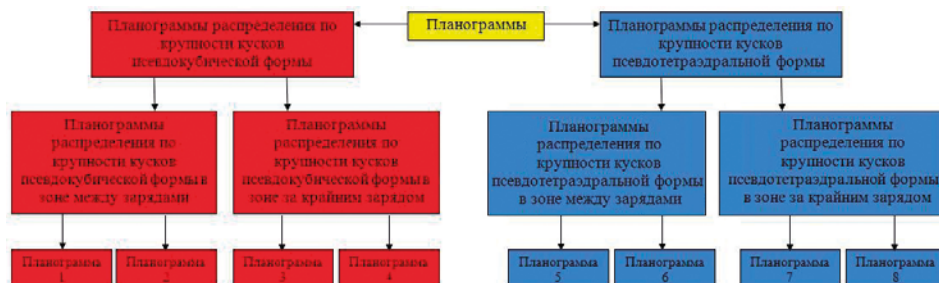 Планограммы
Планограммы распределения по
крупности кусков
псевдокубической формы
Планограммы распределения по
крупности кусков
псевдотетраэдральной формы
Планограммы
распределения по
крупности кусков
псевдокубической формы в
зоне между зарядами
Планограммы
распределения по
крупности кусков
псевдокубической формы в
зоне за крайним зарядом
Планограммы
распределения по
крупности кусков
псевдотетраэдральной формы
в зоне между зарядами
Планограммы
распределения по
крупности кусков
псевдотетраэдральной формы
в зоне за крайним зарядом
Планограмма
1
Планограмма
2
Планограмма
3
Планограмма
4
Планограмма
5
Планограмма
6
Планограмма
7
Планограмма
8